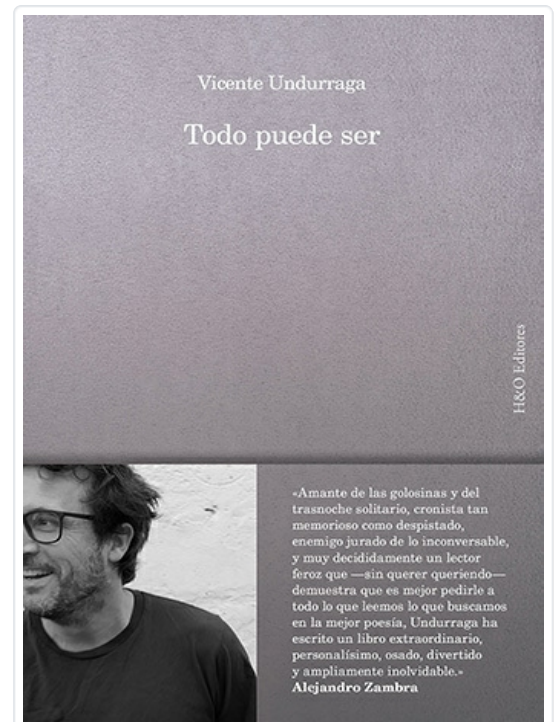 Vicente Undurraga
Todo puede ser
H&O Editores
«Amante de las golosinas y del
trasnoche solitario, cronista tan
memorioso como despistado,
enemigo jurado de lo inconversable,
y muy decididamente un lector
feroz que —sin querer queriendo—
demuestra que es mejor pedirle a
todo lo que leemos lo que buscamos
en la mejor poesía, Undurraga ha
escrito un libro extraordinario,
personalísimo, osado, divertido
y ampliamente inolvidable.»
Alejandro Zambra